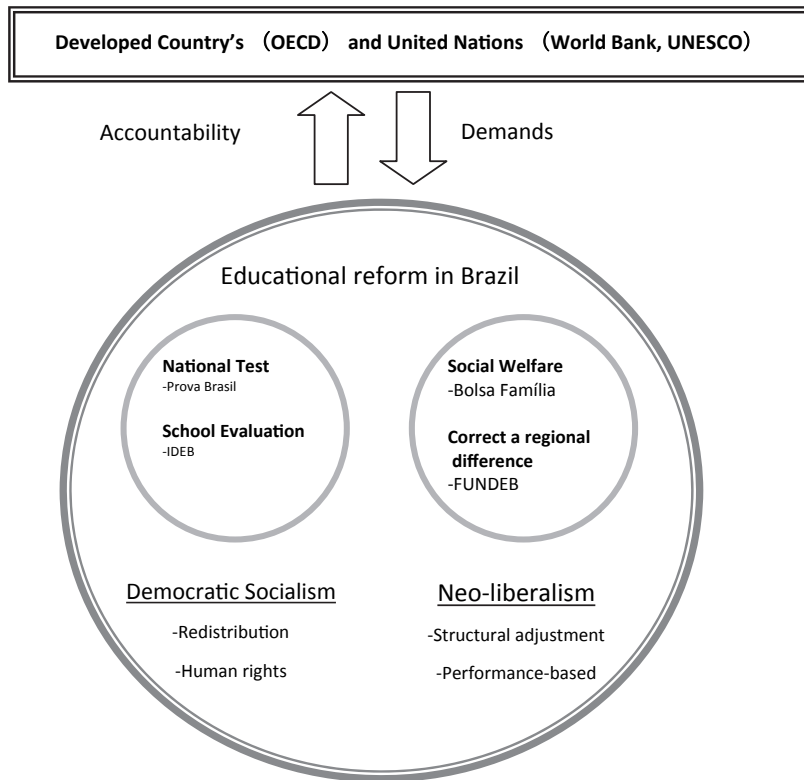 Developed Country's （OECD） and United Nations （World Bank, UNESCO）
Accountability
Demands
Educational reform in Brazil
National Test
-Prova Brasil
School Evaluation
-IDEB
Social Welfare
-Bolsa Família
Correct a regional
difference
-FUNDEB
Democratic Socialism
-Redistribution
-Human rights
Neo-liberalism
-Structural adjustment
-Performance-based